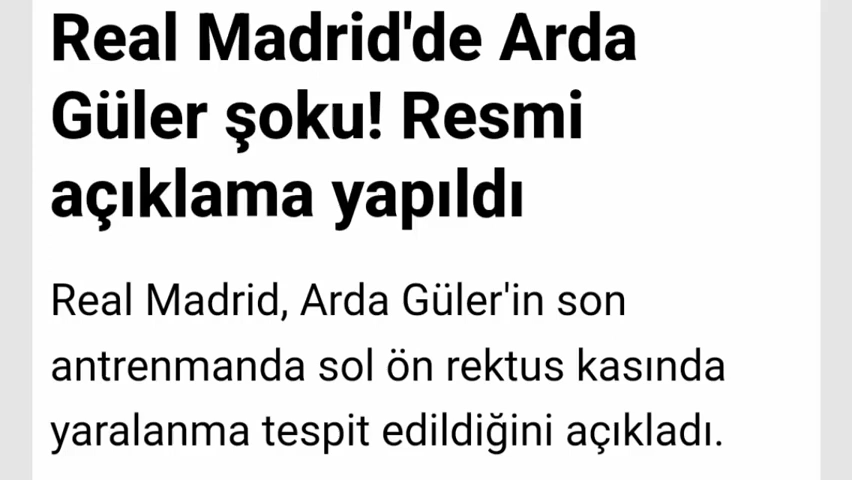 Real Madrid'de Arda
Güler şoku! Resmi
açıklama yapıldı
Real Madrid, Arda Güler'in son
antrenmanda sol ön rektus kasında
yaralanma tespit edildiğini açıkladı.